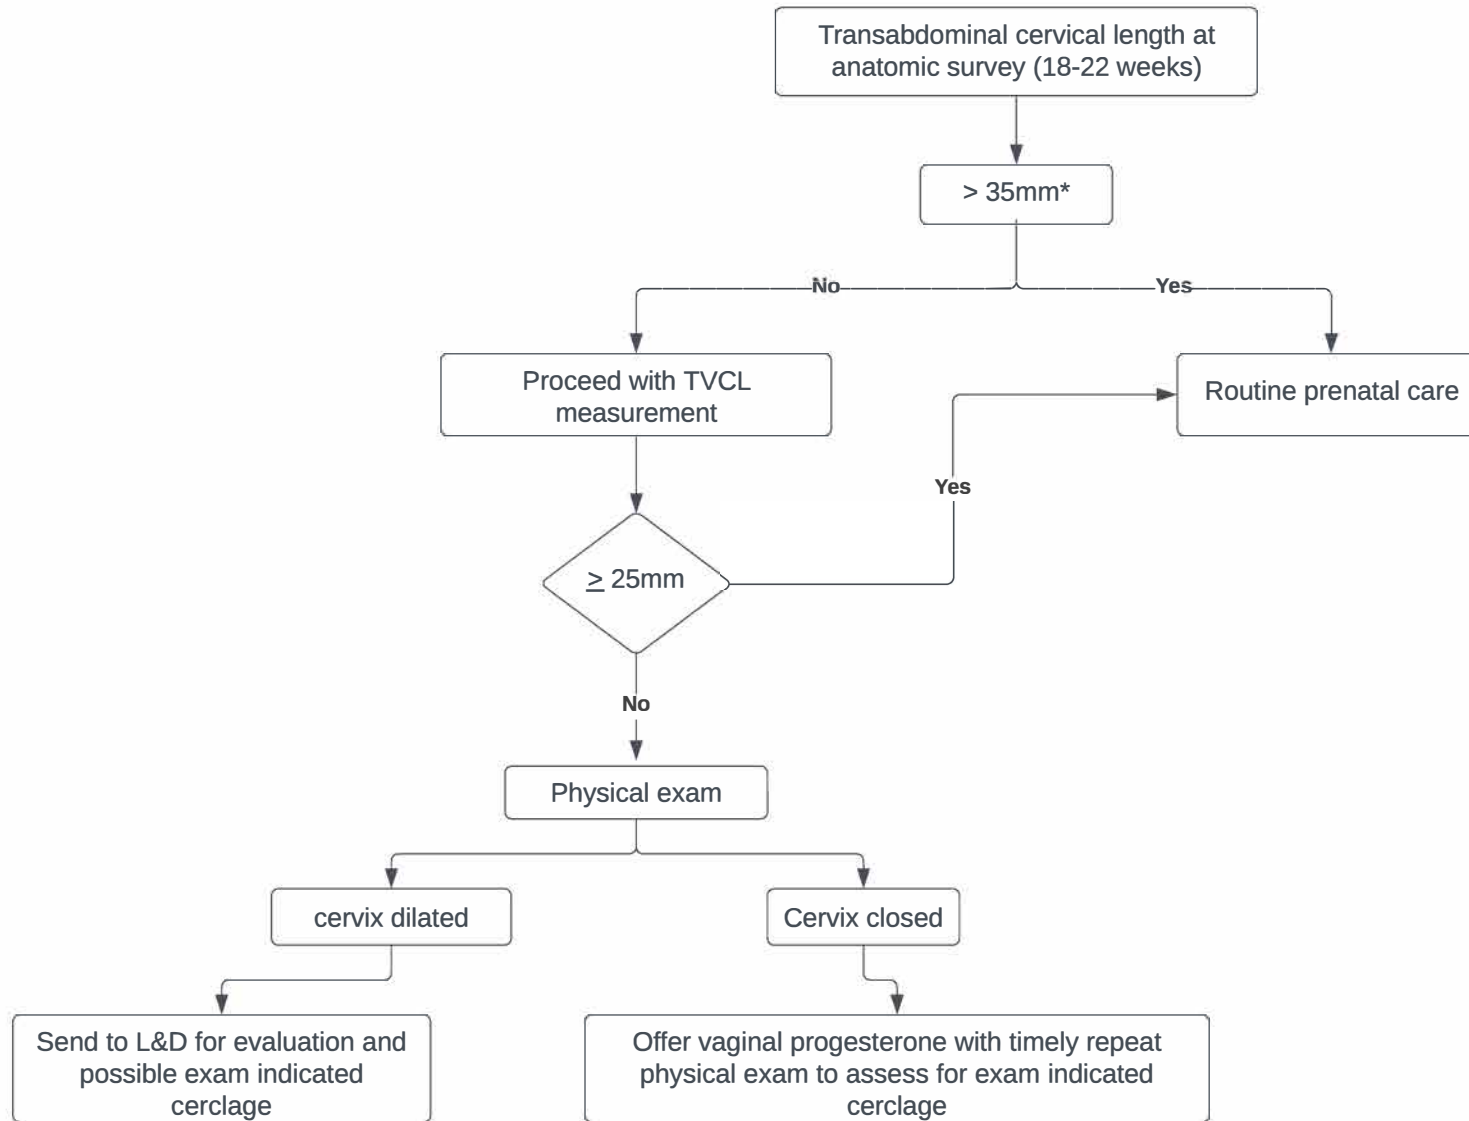 Transabdominal cervical length at
anatomic survey (18-22 weeks)
> 35mm*
No
Yes
Proceed with TVCL
measurement
Routine prenatal care
Yes
≥ 25mm
No
Physical exam
cervix dilated
Cervix closed
Send to L&D for evaluation and
possible exam indicated
cerclage
Offer vaginal progesterone with timely repeat
physical exam to assess for exam indicated
cerclage